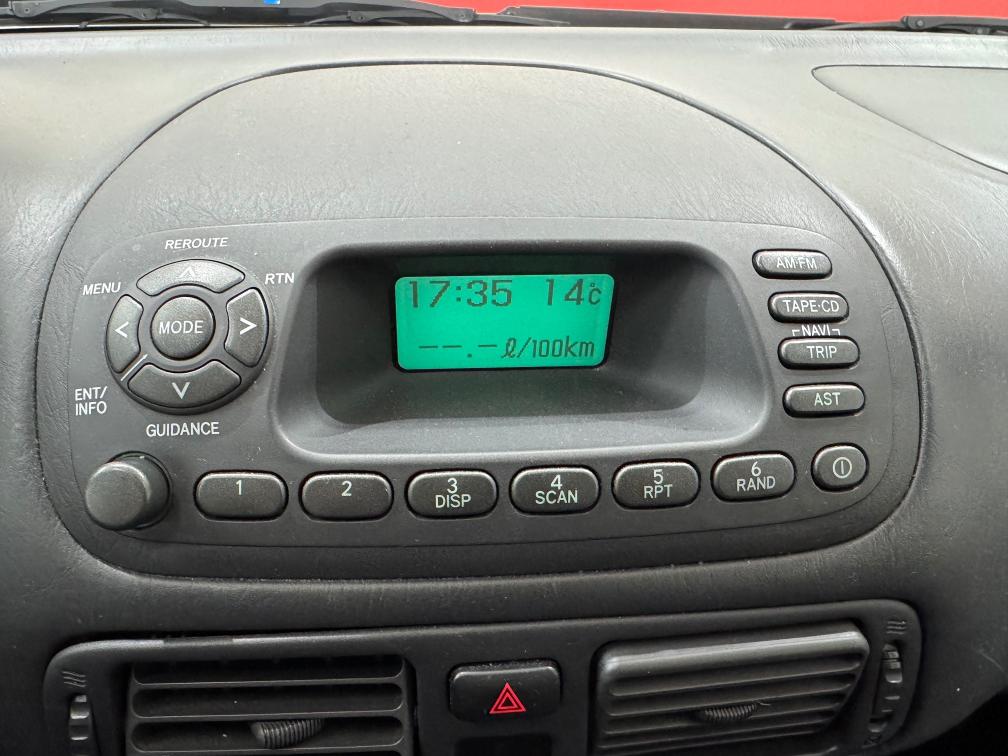 REROUTE
MENU
RTN
<
MODE
>
ENT/
INFO
GUIDANCE
17:35 14°C
--.-ℓ/100km
AM·FM
TAPE·CD
NAVI
TRIP
AST
1
2
3
DISP
4
SCAN
5
RPT
6
RAND